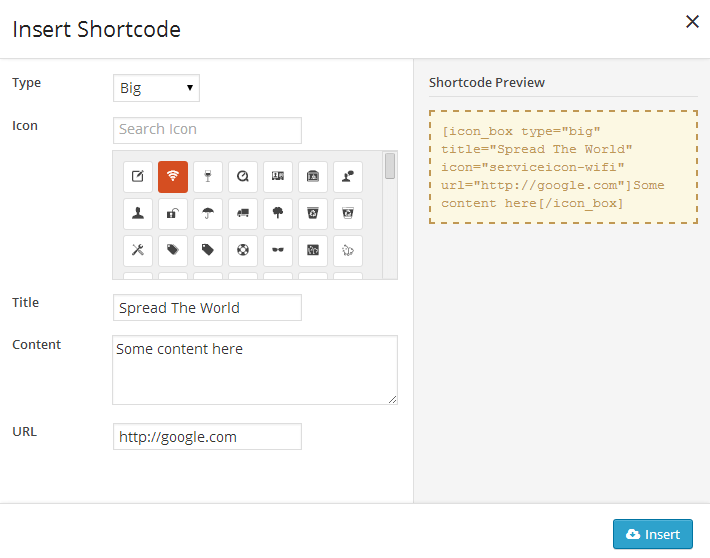 Insert Shortcode
Type
Big
Icon
Search Icon
Title
Spread The World
Content
Some content here
URL
http://google.com
Shortcode Preview
[icon_box type="big"
title="Spread The World"
icon="serviceicon-wifi"
url="http://google.com"]Some
content here[/icon_box]
Insert